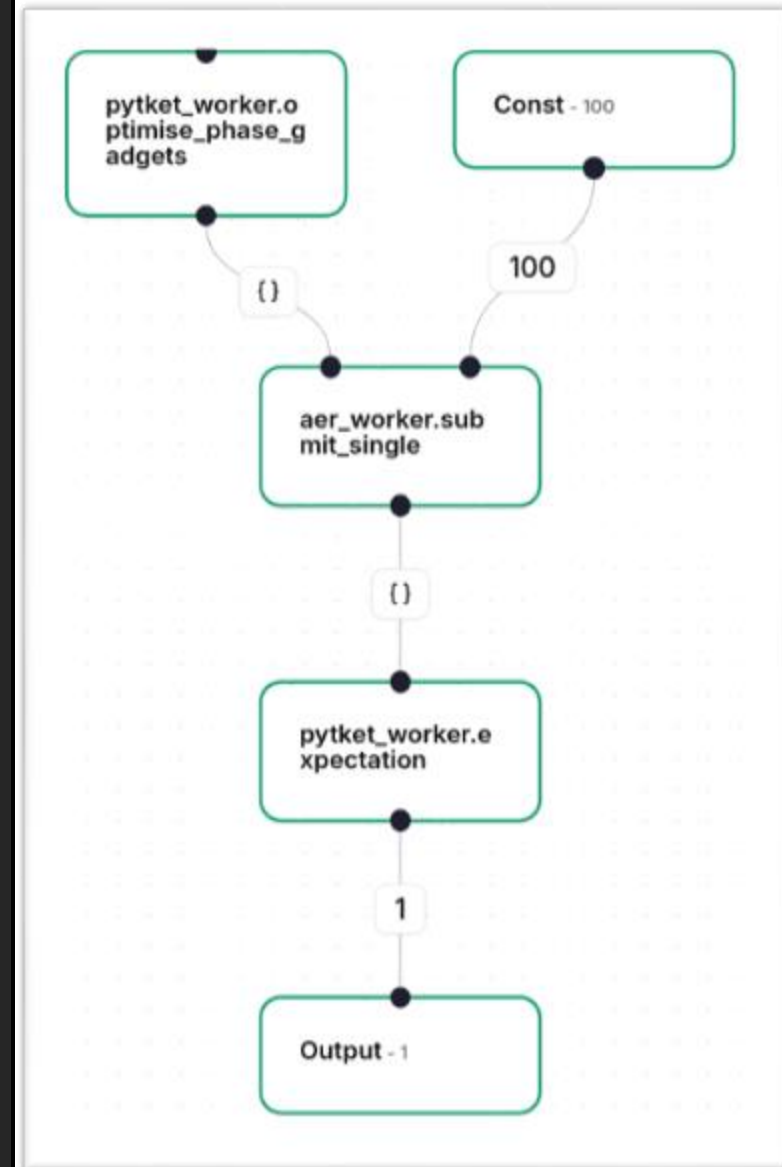 pytket_worker.o
ptimise_phase_g
adgets
Const - 100
{}
100
aer_worker.sub
mit_single
{}
pytket_worker.e
xpectation
1
Output - 1